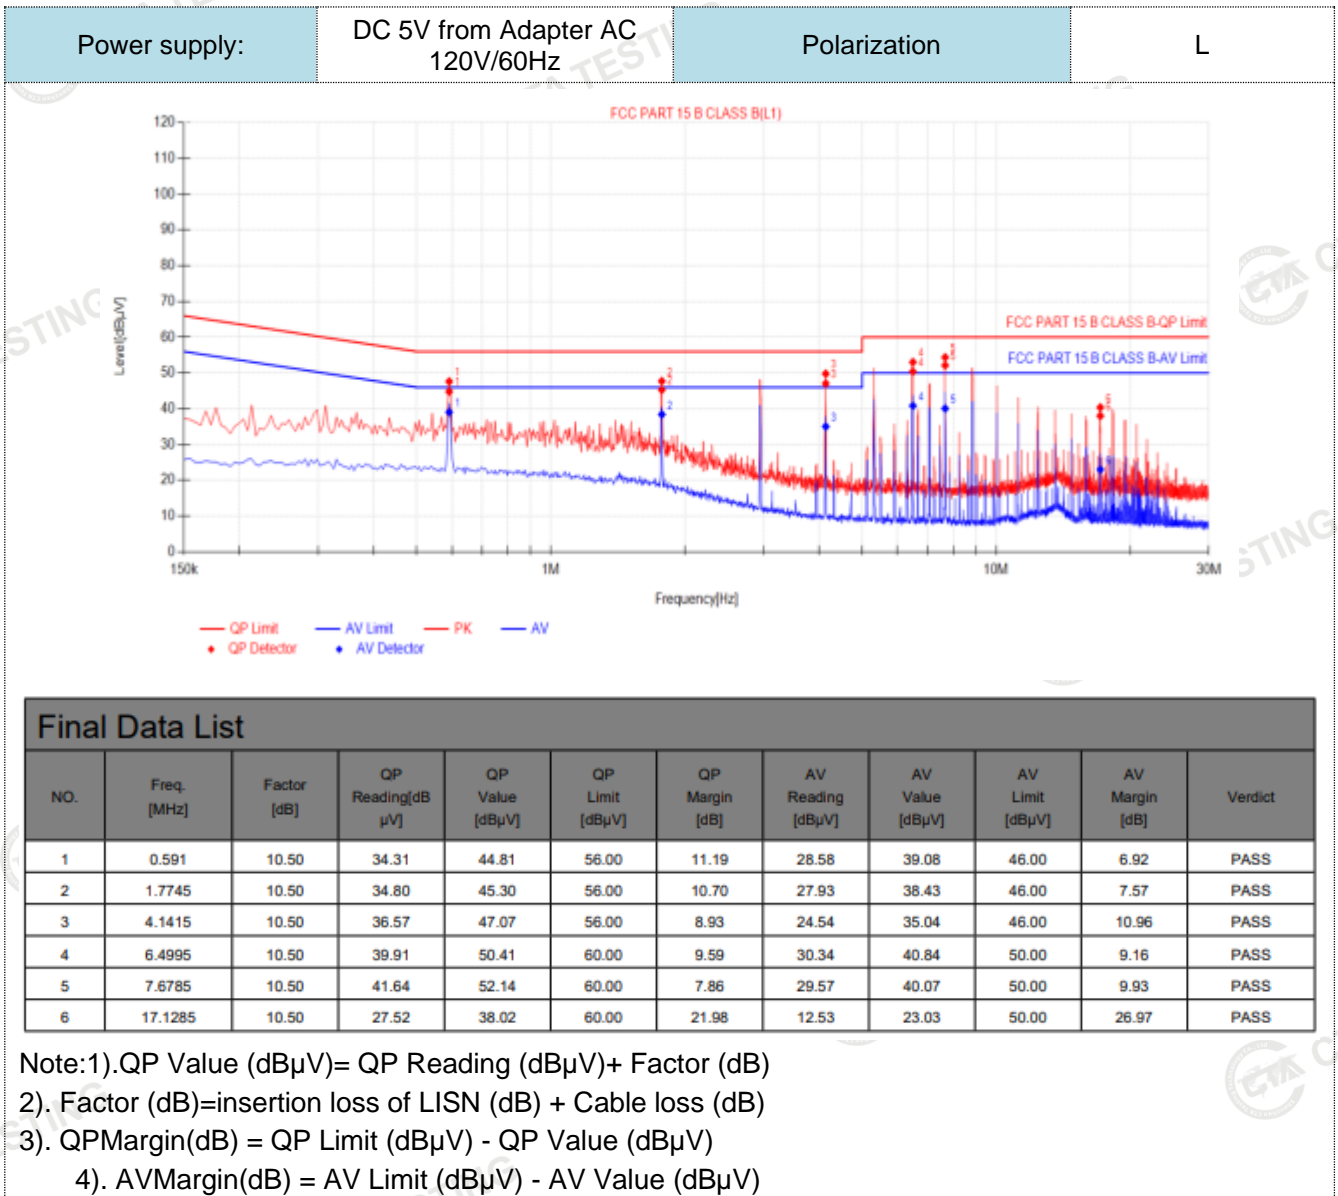 Power supply:
DC 5V from Adapter AC
120V/60Hz
Polarization
L
FCC PART 15 B CLASS B(L1)
120
110
100
90
80
70
60
50
40
30
20
10
0
Level[dBµV]
FCC PART 15 B CLASS B-QP Limit
FCC PART 15 B CLASS B-AV Limit
150k 1M 10M 30M
Frequency[Hz]
QP Limit AV Limit PK AV
QP Detector AV Detector
Final Data List
NO. Freq. [MHz] Factor [dB] QP Reading[dB µV] QP Value [dBµV] QP Limit [dBµV] QP Margin [dB] AV Reading [dBµV] AV Value [dBµV] AV Limit [dBµV] AV Margin [dB] Verdict
1 0.591 10.50 34.31 44.81 56.00 11.19 28.58 39.08 46.00 6.92 PASS
2 1.7745 10.50 34.80 45.30 56.00 10.70 27.93 38.43 46.00 7.57 PASS
3 4.1415 10.50 36.57 47.07 56.00 8.93 24.54 35.04 46.00 10.96 PASS
4 6.4995 10.50 39.91 50.41 60.00 9.59 30.34 40.84 50.00 9.16 PASS
5 7.6785 10.50 41.64 52.14 60.00 7.86 29.57 40.07 50.00 9.93 PASS
6 17.1285 10.50 27.52 38.02 60.00 21.98 12.53 23.03 50.00 26.97 PASS
Note:1).QP Value (dBµV)= QP Reading (dBµV)+ Factor (dB)
2). Factor (dB)=insertion loss of LISN (dB) + Cable loss (dB)
3). QPMargin(dB) = QP Limit (dBµV) - QP Value (dBµV)
4). AVMargin(dB) = AV Limit (dBµV) - AV Value (dBµV)